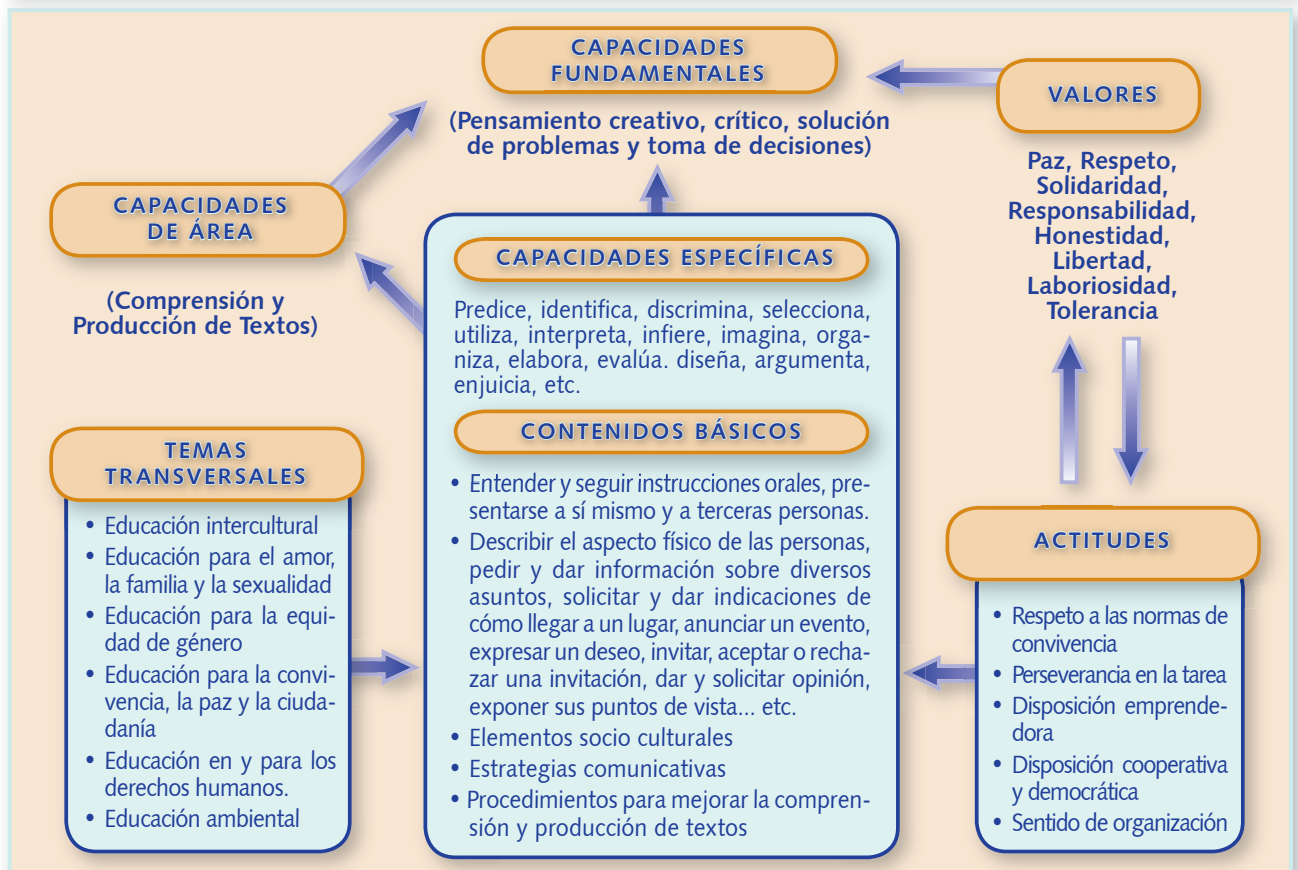 CAPACIDADES
FUNDAMENTALES
(Pensamiento creativo, crítico, solución
de problemas y toma de decisiones)
VALORES
Paz, Respeto,
Solidaridad,
Responsabilidad,
Honestidad,
Libertad,
Laboriosidad,
Tolerancia
CAPACIDADES
DE ÁREA
(Comprensión y
Producción de Textos)
CAPACIDADES ESPECÍFICAS
Predice, identifica, discrimina, selecciona,
utiliza, interpreta, infiere, imagina, orga-
niza, elabora, evalúa. diseña, argumenta,
enjuicia, etc.
CONTENIDOS BÁSICOS
• Entender y seguir instrucciones orales, pre-
sentarse a sí mismo y a terceras personas.
• Describir el aspecto físico de las personas,
pedir y dar información sobre diversos
asuntos, solicitar y dar indicaciones de
cómo llegar a un lugar, anunciar un evento,
expresar un deseo, invitar, aceptar o recha-
zar una invitación, dar y solicitar opinión,
exponer sus puntos de vista... etc.
• Elementos socio culturales
• Estrategias comunicativas
• Procedimientos para mejorar la compren-
sión y producción de textos
TEMAS
TRANSVERSALES
• Educación intercultural
• Educación para el amor,
la familia y la sexualidad
• Educación para la equi-
dad de género
• Educación para la convi-
vencia, la paz y la ciuda-
danía
• Educación en y para los
derechos humanos.
• Educación ambiental
ACTITUDES
• Respeto a las normas de
convivencia
• Perseverancia en la tarea
• Disposición emprende-
dora
• Disposición cooperativa
y democrática
• Sentido de organización